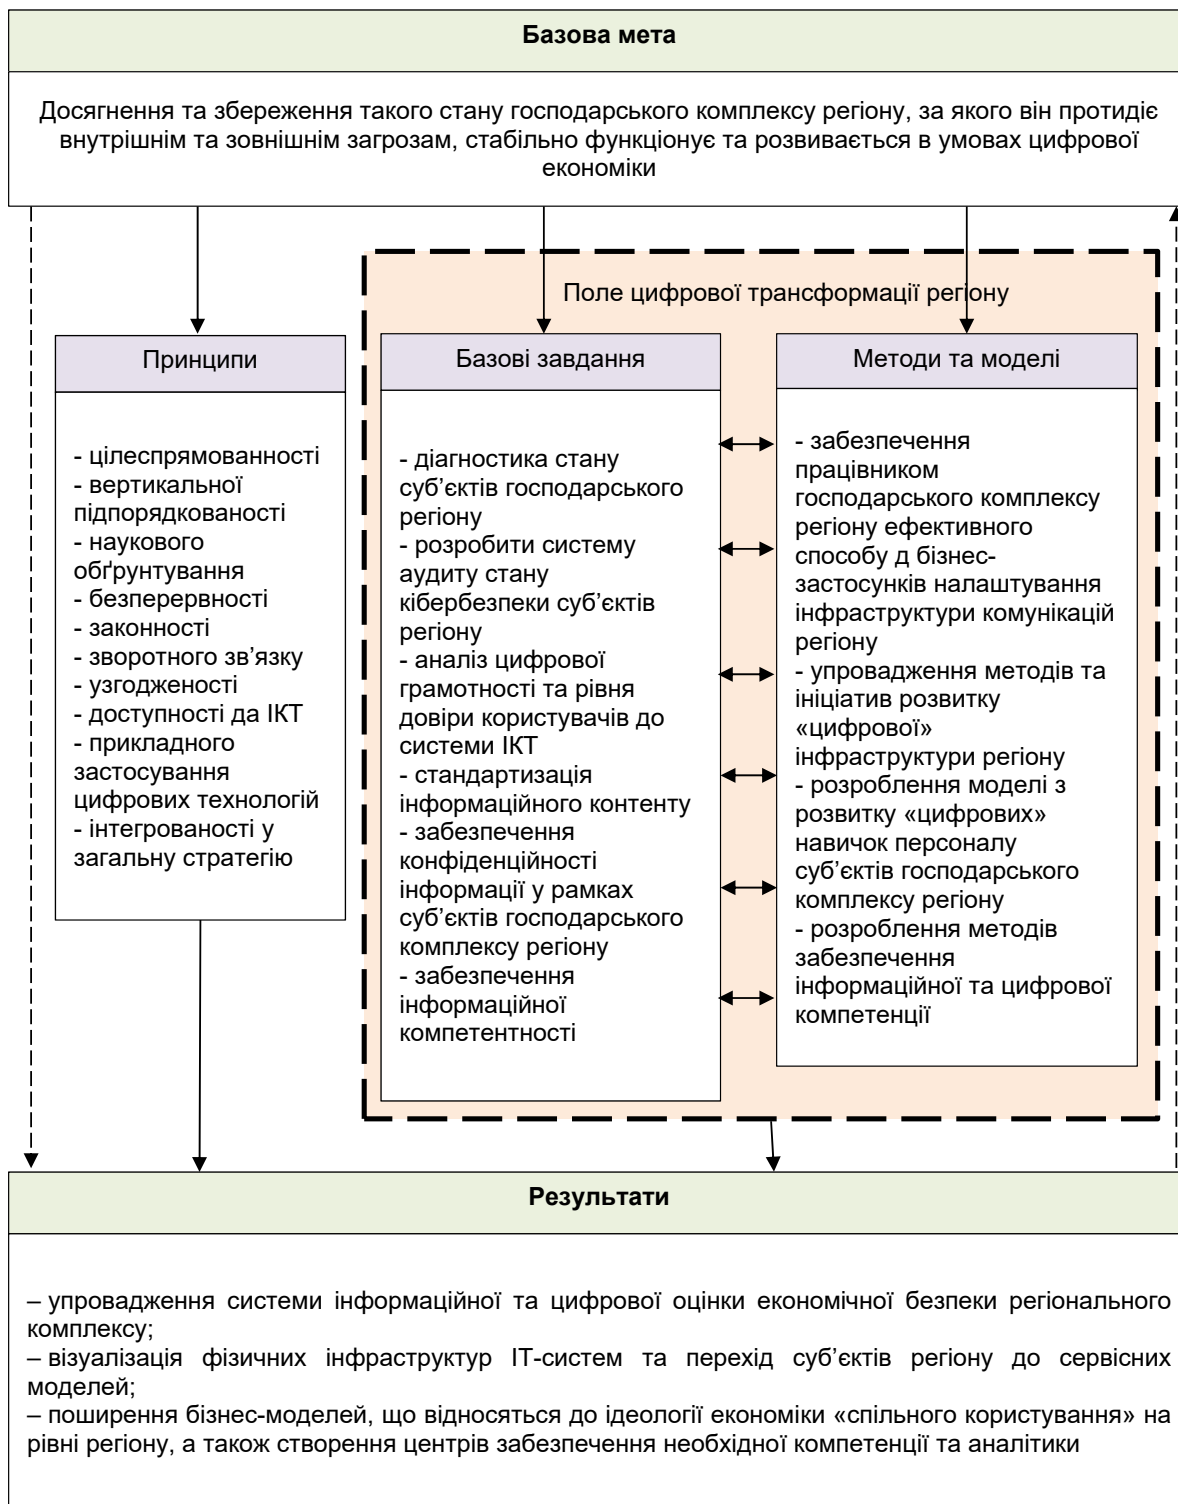 Базова мета
Досягнення та збереження такого стану господарського комплексу регіону, за якого він протидіє
внутрішнім та зовнішнім загрозам, стабільно функціонує та розвивається в умовах цифрової
економіки
Поле цифрової трансформації регіону
Принципи
- цілеспрямованності
- вертикальної
підпорядкованості
- наукового
обґрунтування
- безперервності
- законності
- зворотного зв’язку
- узгодженості
- доступності да ІКТ
- прикладного
застосування
цифрових технологій
- інтегрованості у
загальну стратегію
Базові завдання
- діагностика стану
суб’єктів господарського
регіону
- розробити систему
аудиту стану
кібербезпеки суб’єктів
регіону
- аналіз цифрової
грамотності та рівня
довіри користувачів до
системи ІКТ
- стандартизація
інформаційного контенту
- забезпечення
конфіденційності
інформації у рамках
суб’єктів господарського
комплексу регіону
- забезпечення
інформаційної
компетентності
Методи та моделі
- забезпечення
працівником
господарського комплексу
регіону ефективного
способу д бізнес-
застосунків налаштування
інфраструктури комунікацій
регіону
- упровадження методів та
ініціатив розвитку
«цифрової»
інфраструктури регіону
- розроблення моделі з
розвитку «цифрових»
навичок персоналу
суб’єктів господарського
комплексу регіону
- розроблення методів
забезпечення
інформаційної та цифрової
компетенції
Результати
– упровадження системи інформаційної та цифрової оцінки економічної безпеки регіонального
комплексу;
– візуалізація фізичних інфраструктур ІТ-систем та перехід суб’єктів регіону до сервісних
моделей;
– поширення бізнес-моделей, що відносяться до ідеології економіки «спільного користування» на
рівні регіону, а також створення центрів забезпечення необхідної компетенції та аналітики